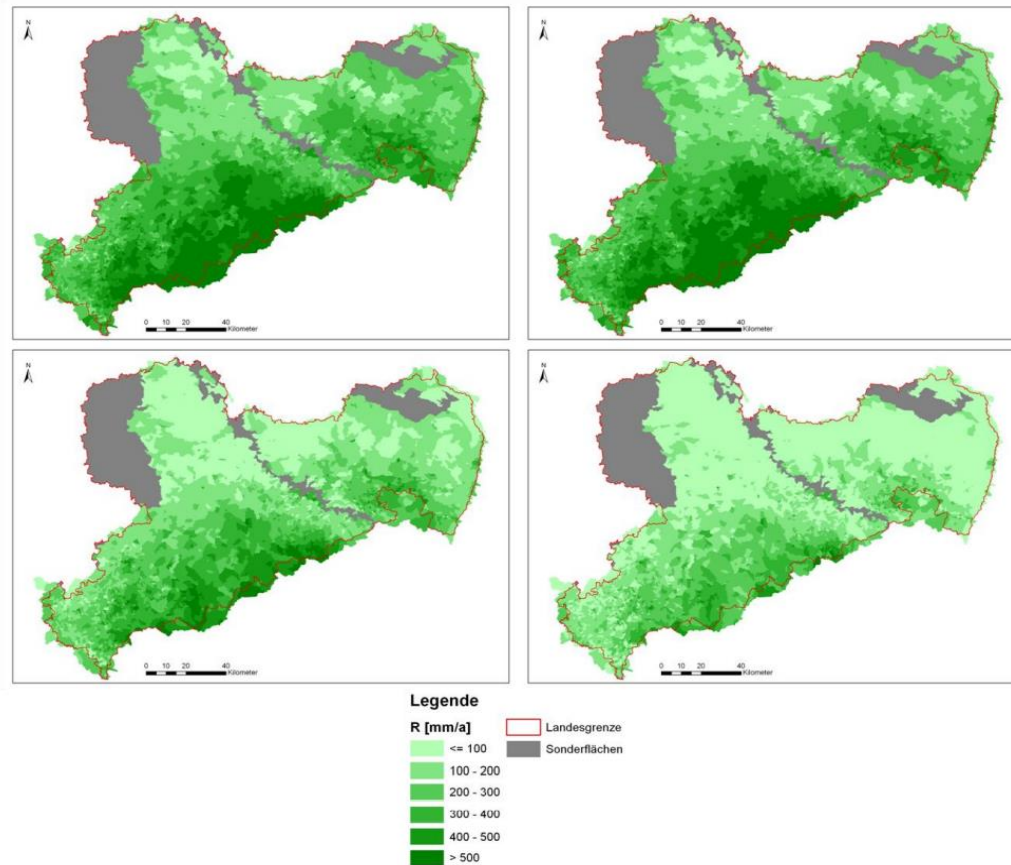 N
N
0 10 20 40
Kilometer
0 10 20 40
Kilometer
N
N
0 10 20 40
Kilometer
0 10 20 40
Kilometer
Legende
R [mm/a]
Landesgrenze
<= 100
Sonderflächen
100 - 200
200 - 300
300 - 400
400 - 500
> 500